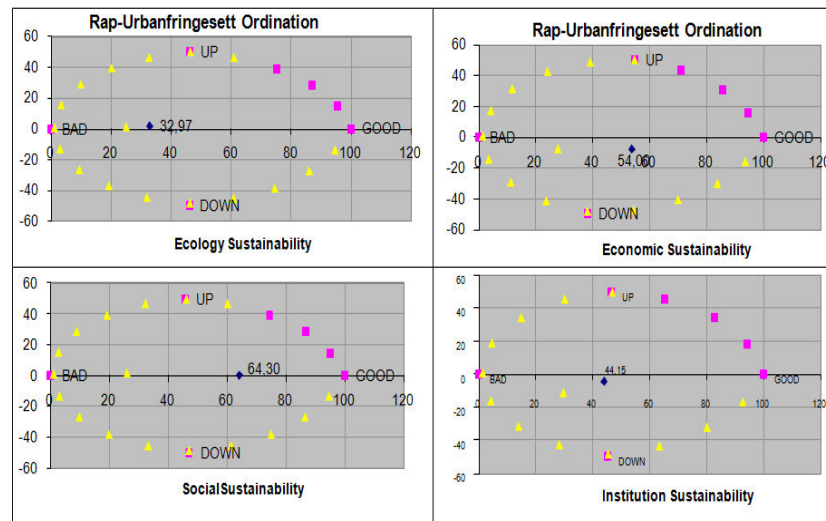 Rap-Urbanfringesett Ordination
60
40
20
0
-20
-40
-60
UP
BAD
32,97
GOOD
DOWN
0 20 40 60 80 100 120
Ecology Sustainability
Rap-Urbanfringesett Ordination
60
40
20
0
-20
-40
-60
UP
BAD
54,06
GOOD
DOWN
0 20 40 60 80 100 120
Economic Sustainability
60
40
20
0
-20
-40
-60
UP
BAD
64,30
GOOD
DOWN
0 20 40 60 80 100 120
Social Sustainability
60
40
20
0
-20
-40
-60
UP
BAD
44.15
GOOD
DOWN
0 20 40 60 80 100 120
Institution Sustainability